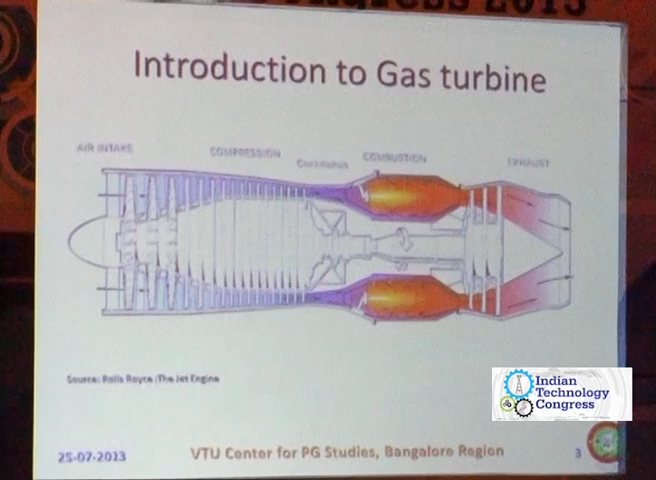 Introduction to Gas turbine
AIR INTAKE
COMPRESSION
COMBUSTION
EXHAUST
Source: Rolls Royce :The Jet Engine
Indian
Technology
Congress
25-07-2013
VTU Center for PG Studies, Bangalore Region
3